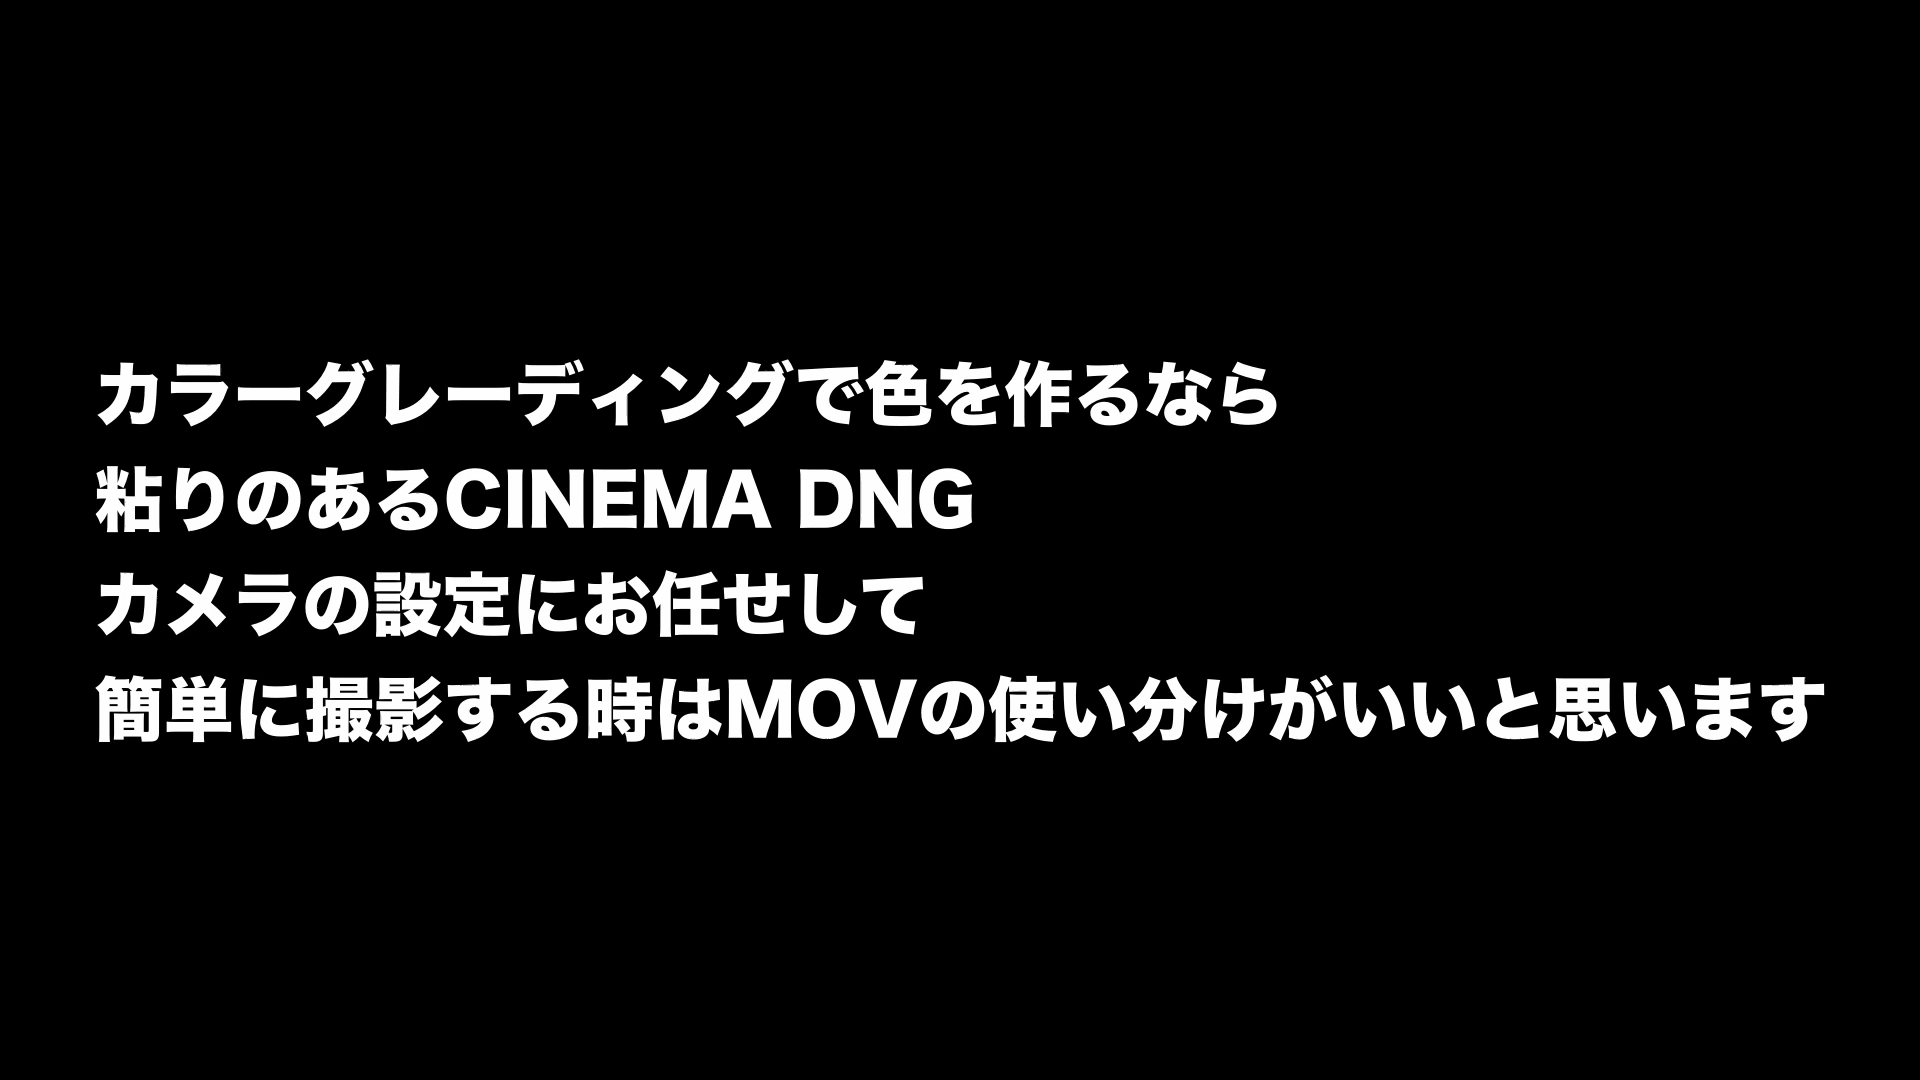 カラーグレーディングで色を作るなら
粘りのあるCINEMA DNG
カメラの設定にお任せして
簡単に撮影する時はMOVの使い分けがいいと思います